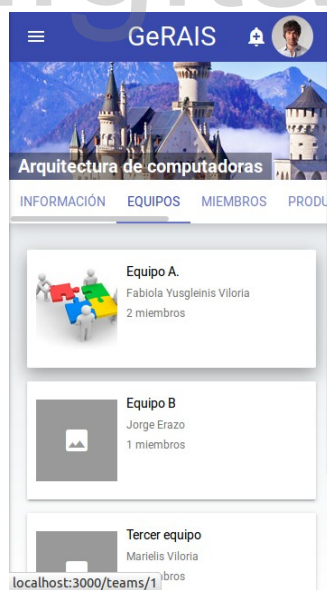 GeRAIS
Arquitectura de computadoras
INFORMACIÓN EQUIPOS MIEMBROS PRODU
Equipo A.
Fabiola Yusgleinis Viloria
2 miembros
Equipo B
Jorge Erazo
1 miembros
Tercer equipo
Marielis Viloria
localhost:3000/teams/1